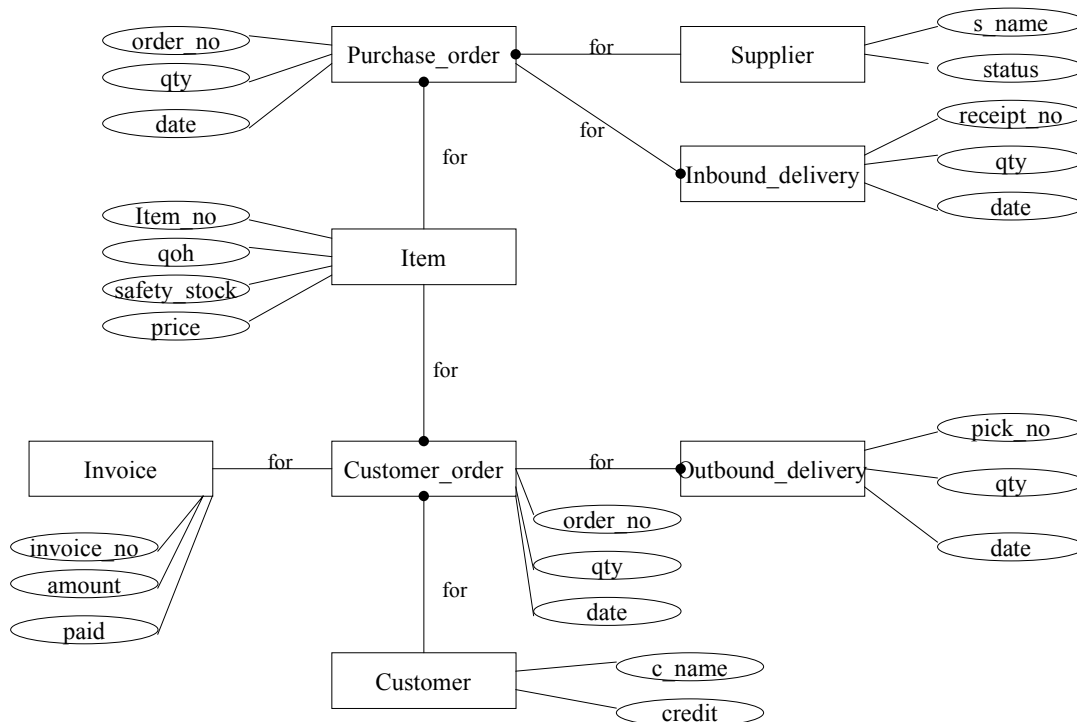 order_no
qty
date
Purchase_order
for
Supplier
s_name
status
for
receipt_no
Inbound_delivery
qty
date
for
Item_no
qoh
safety_stock
price
Item
for
Invoice
for
Customer_order
for
Outbound_delivery
pick_no
qty
date
invoice_no
amount
paid
order_no
qty
date
for
Customer
c_name
credit